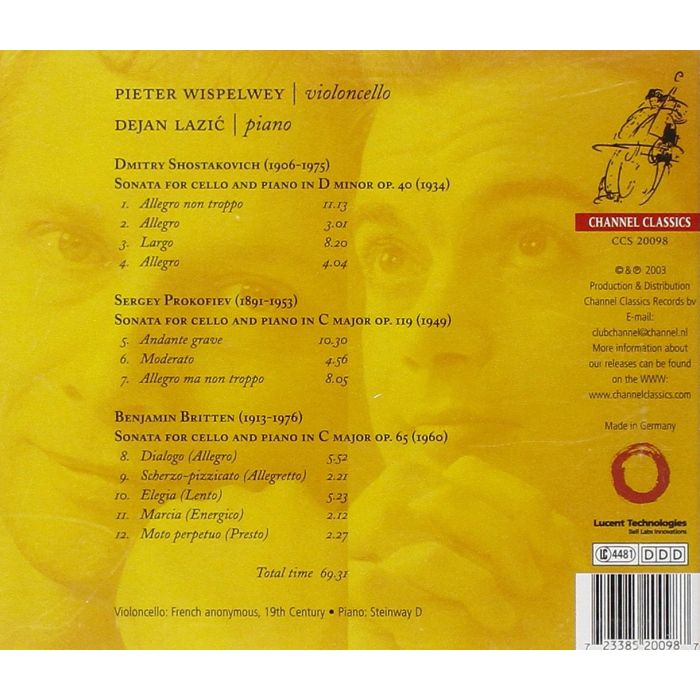 PIETER WISPELWEY | violoncello
DEJAN LAZIĆ | piano
DMITRY SHOSTAKOVICH (1906-1975)
SONATA FOR CELLO AND PIANO IN D MINOR OP. 40 (1934)
1. Allegro non troppo 11.13
2. Allegro 3.01
3. Largo 8.20
4. Allegro 4.04
SERGEY PROKOFIEV (1891-1953)
SONATA FOR CELLO AND PIANO IN C MAJOR OP. 119 (1949)
5. Andante grave 10.30
6. Moderato 4.56
7. Allegro ma non troppo 8.05
BENJAMIN BRITTEN (1913-1976)
SONATA FOR CELLO AND PIANO IN C MAJOR OP. 65 (1960)
8. Dialogo (Allegro) 5.52
9. Scherzo-pizzicato (Allegretto) 2.21
10. Elegia (Lento) 5.23
11. Marcia (Energico) 2.12
12. Moto perpetuo (Presto) 2.27
Total time 69.31
Violoncello: French anonymous, 19th Century • Piano: Steinway D
CHANNEL CLASSICS
CCS 20098
© & ℗ 2003
Production & Distribution
Channel Classics Records bv
E-mail:
clubchannel@channel.nl
More information about
our releases can be found
on the WWW:
www.channelclassics.com
Made in Germany
Lucent Technologies
Bell Labs Innovations
LC 4481 DDD
7 23385 20098 7